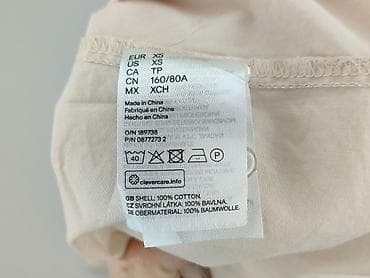 EUR XS
US XS
CA TP
CN 160/80A
MX XCH
Made in China
Fabriqué en Chine
Hecho en China
O/N 189738
P/N 0877273 2
40
P
clevercare.info
GB SHELL: 100% COTTON.
CZ SVRCHNÍ LÁTKA: 100% BAVLNA.
DE OBERMATERIAL: 100% BAUMWOLLE.